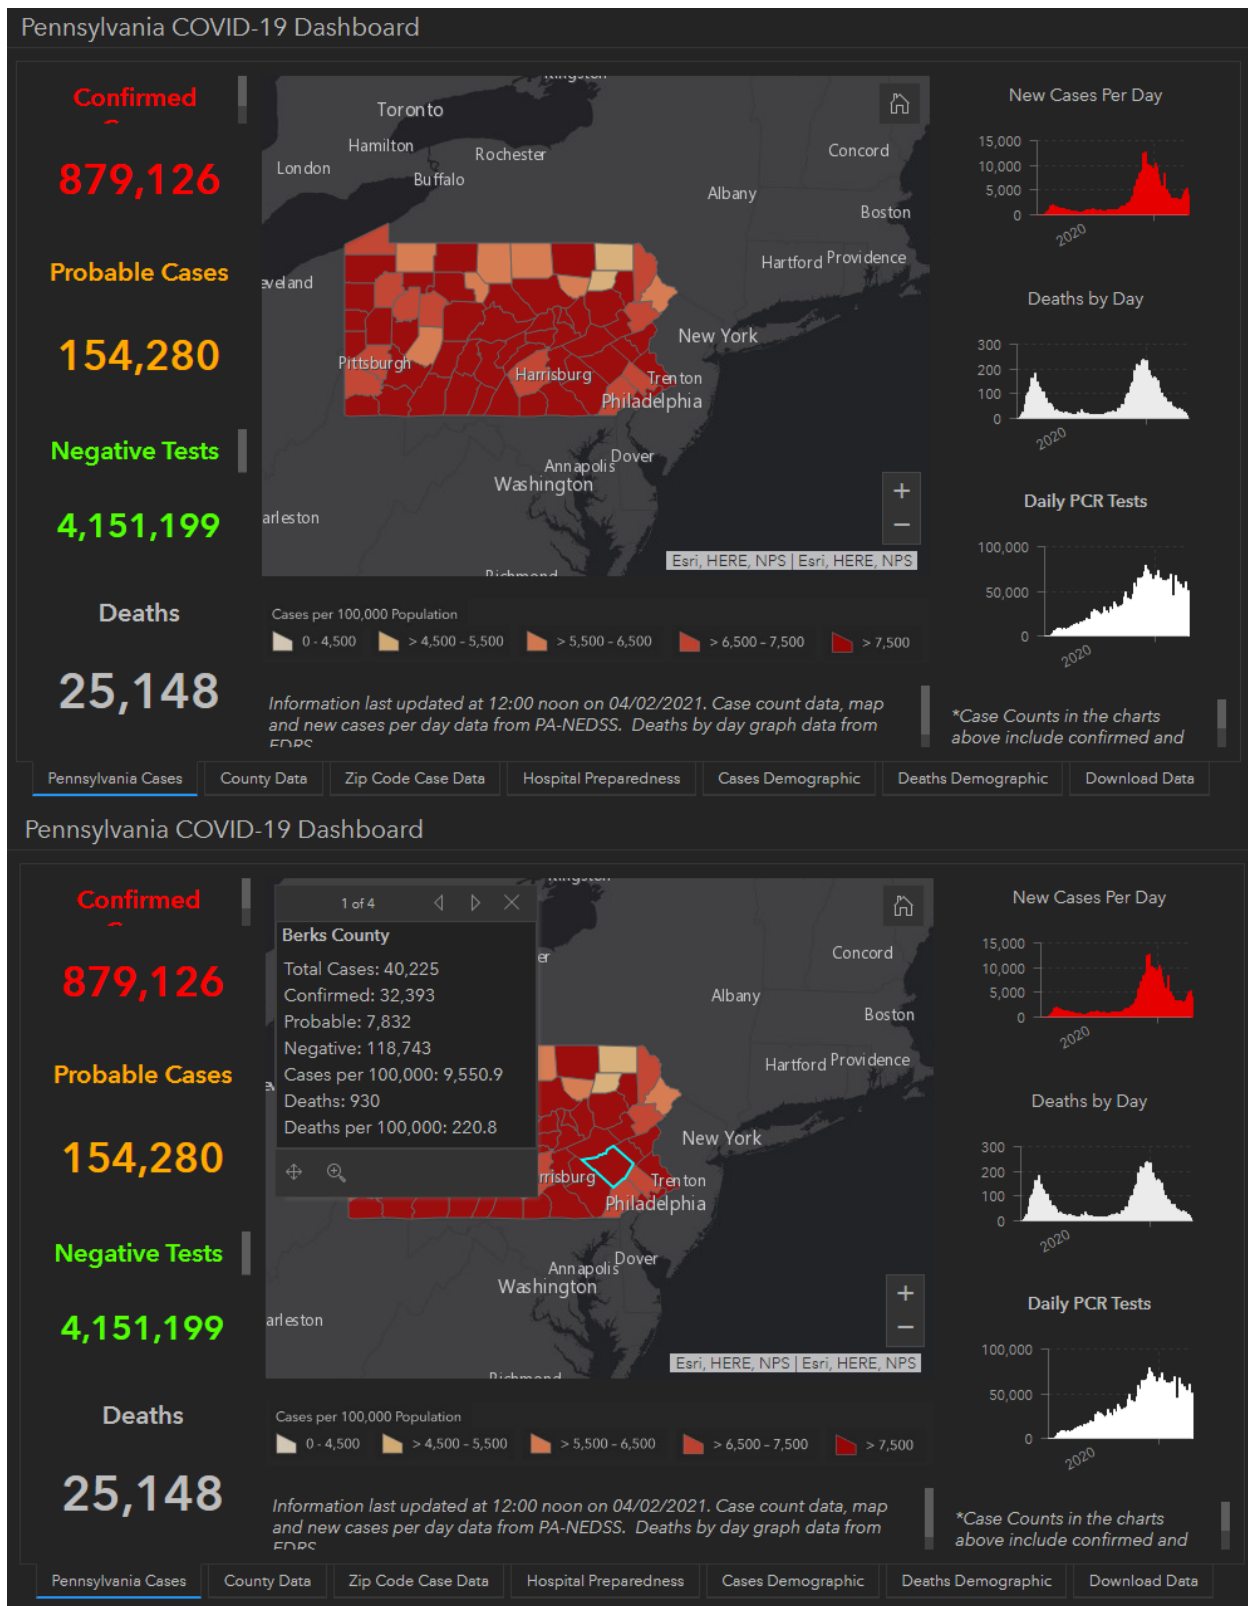 Pennsylvania COVID-19 Dashboard
Confirmed
879,126
Probable Cases
154,280
Negative Tests
4,151,199
Deaths
25,148
Toronto
Hamilton
London
Rochester
Buffalo
Concord
Albany
Boston
Hartford
Providence
eveland
New York
Pittsburgh
Harrisburg
Trenton
Philadelphia
Dover
Annapolis
Washington
arleston
Richmond
+
−
Esri, HERE, NPS | Esri, HERE, NPS
Cases per 100,000 Population
0 - 4,500
> 4,500 – 5,500
> 5,500 – 6,500
> 6,500 – 7,500
> 7,500
Information last updated at 12:00 noon on 04/02/2021. Case count data, map
and new cases per day data from PA-NEDSS. Deaths by day graph data from
EDRS
New Cases Per Day
15,000
10,000
5,000
0
2020
Deaths by Day
300
200
100
0
2020
Daily PCR Tests
100,000
50,000
0
2020
*Case Counts in the charts
above include confirmed and
Pennsylvania Cases
County Data
Zip Code Case Data
Hospital Preparedness
Cases Demographic
Deaths Demographic
Download Data
Pennsylvania COVID-19 Dashboard
Confirmed
879,126
Probable Cases
154,280
Negative Tests
4,151,199
Deaths
25,148
1 of 4
Berks County
Total Cases: 40,225
Confirmed: 32,393
Probable: 7,832
Negative: 118,743
Cases per 100,000: 9,550.9
Deaths: 930
Deaths per 100,000: 220.8
er
Concord
Albany
Boston
Hartford
Providence
ev
New York
rrisburg
Trenton
Philadelphia
Dover
Annapolis
Washington
arleston
Richmond
+
−
Esri, HERE, NPS | Esri, HERE, NPS
Cases per 100,000 Population
0 - 4,500
> 4,500 – 5,500
> 5,500 – 6,500
> 6,500 – 7,500
> 7,500
Information last updated at 12:00 noon on 04/02/2021. Case count data, map
and new cases per day data from PA-NEDSS. Deaths by day graph data from
EDRS
New Cases Per Day
15,000
10,000
5,000
0
2020
Deaths by Day
300
200
100
0
2020
Daily PCR Tests
100,000
50,000
0
2020
*Case Counts in the charts
above include confirmed and
Pennsylvania Cases
County Data
Zip Code Case Data
Hospital Preparedness
Cases Demographic
Deaths Demographic
Download Data